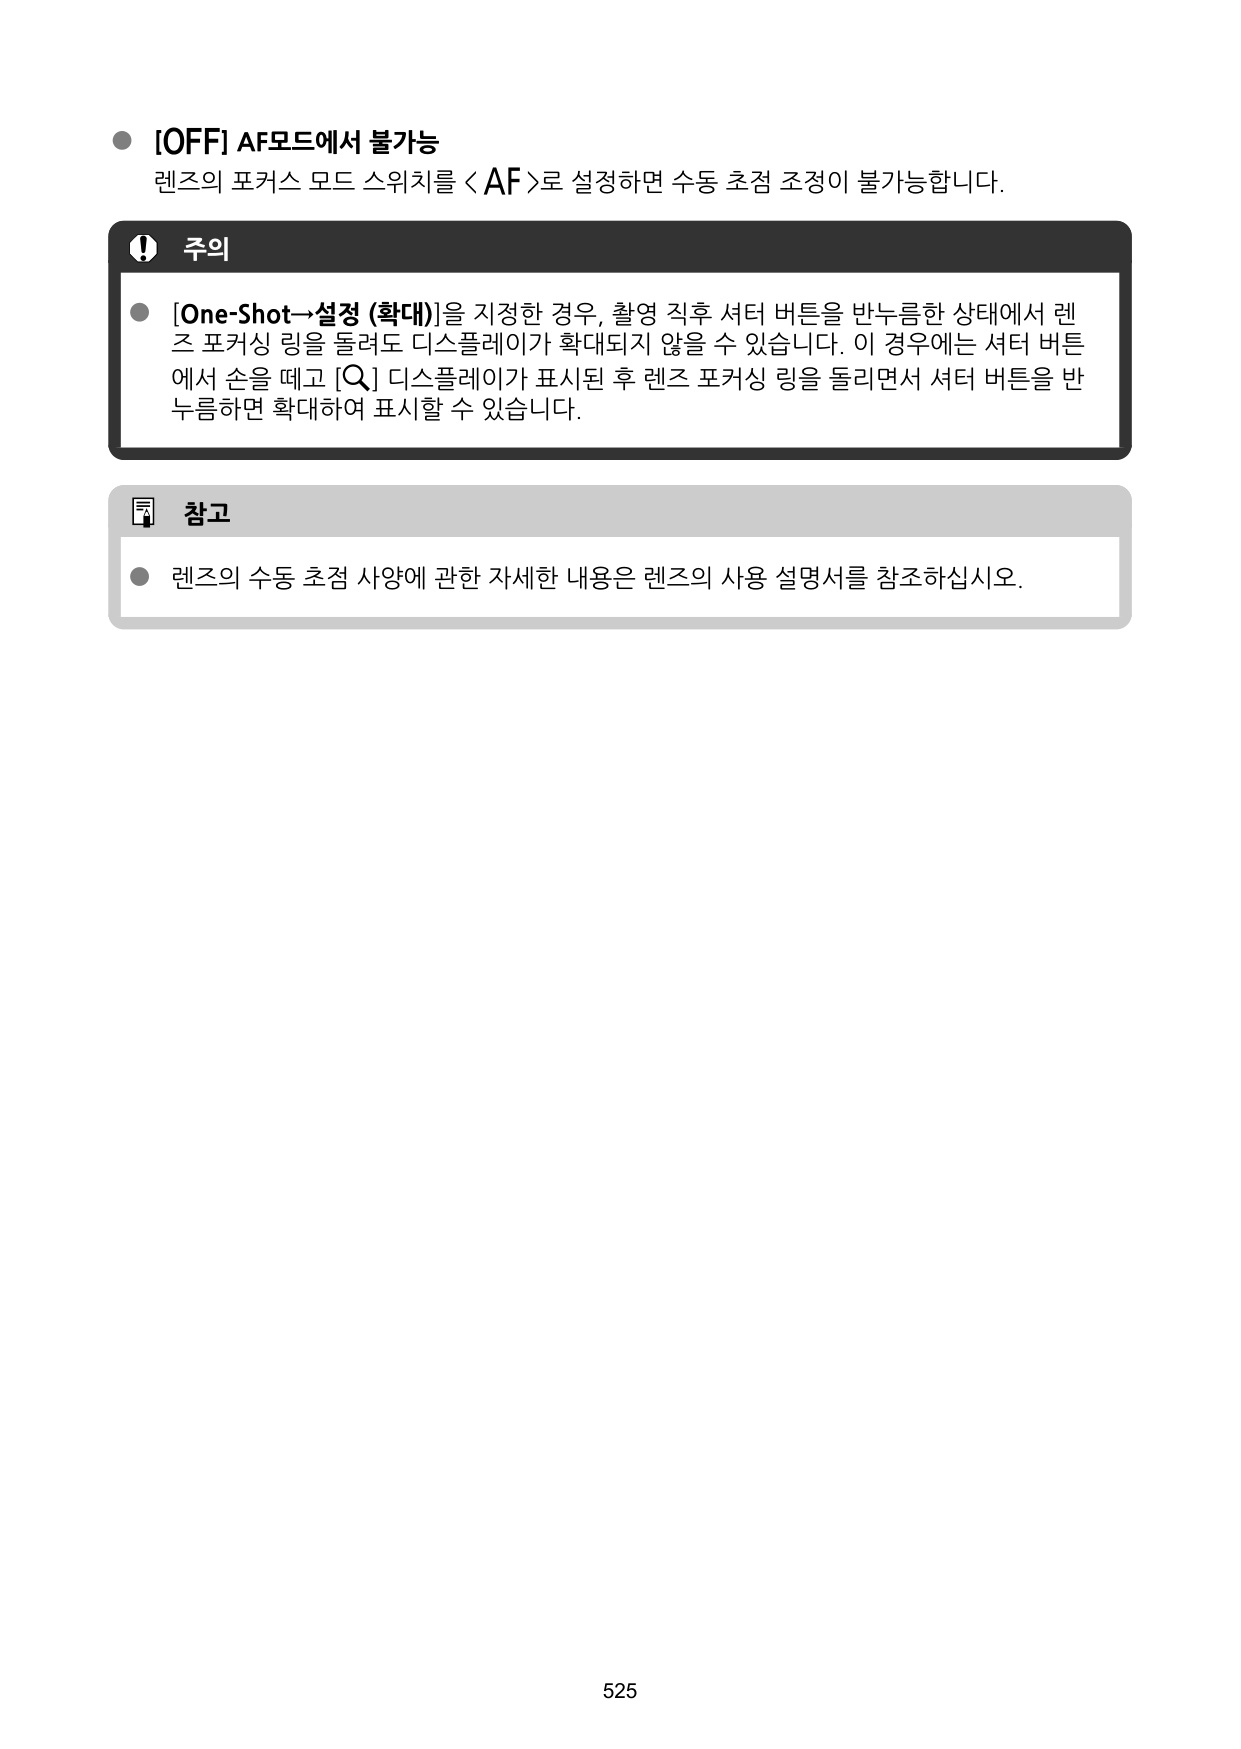 ● [OFF] AF모드에서 불가능
렌즈의 포커스 모드 스위치를 < AF >로 설정하면 수동 초점 조정이 불가능합니다.
주의
● [One-Shot→설정 (확대)]을 지정한 경우, 촬영 직후 셔터 버튼을 반누름한 상태에서 렌
즈 포커싱 링을 돌려도 디스플레이가 확대되지 않을 수 있습니다. 이 경우에는 셔터 버튼
에서 손을 떼고 [🔍] 디스플레이가 표시된 후 렌즈 포커싱 링을 돌리면서 셔터 버튼을 반
누름하면 확대하여 표시할 수 있습니다.
참고
● 렌즈의 수동 초점 사양에 관한 자세한 내용은 렌즈의 사용 설명서를 참조하십시오.
525